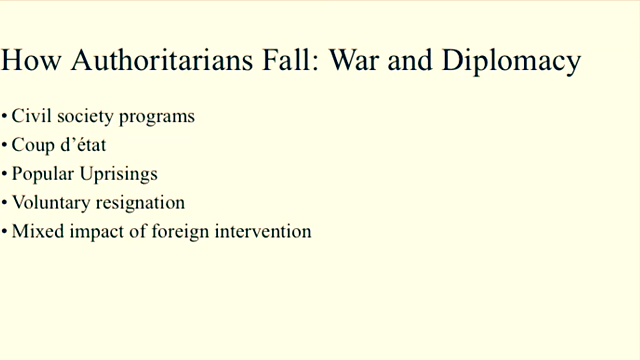 How Authoritarians Fall: War and Diplomacy
• Civil society programs
• Coup d’état
• Popular Uprisings
• Voluntary resignation
• Mixed impact of foreign intervention